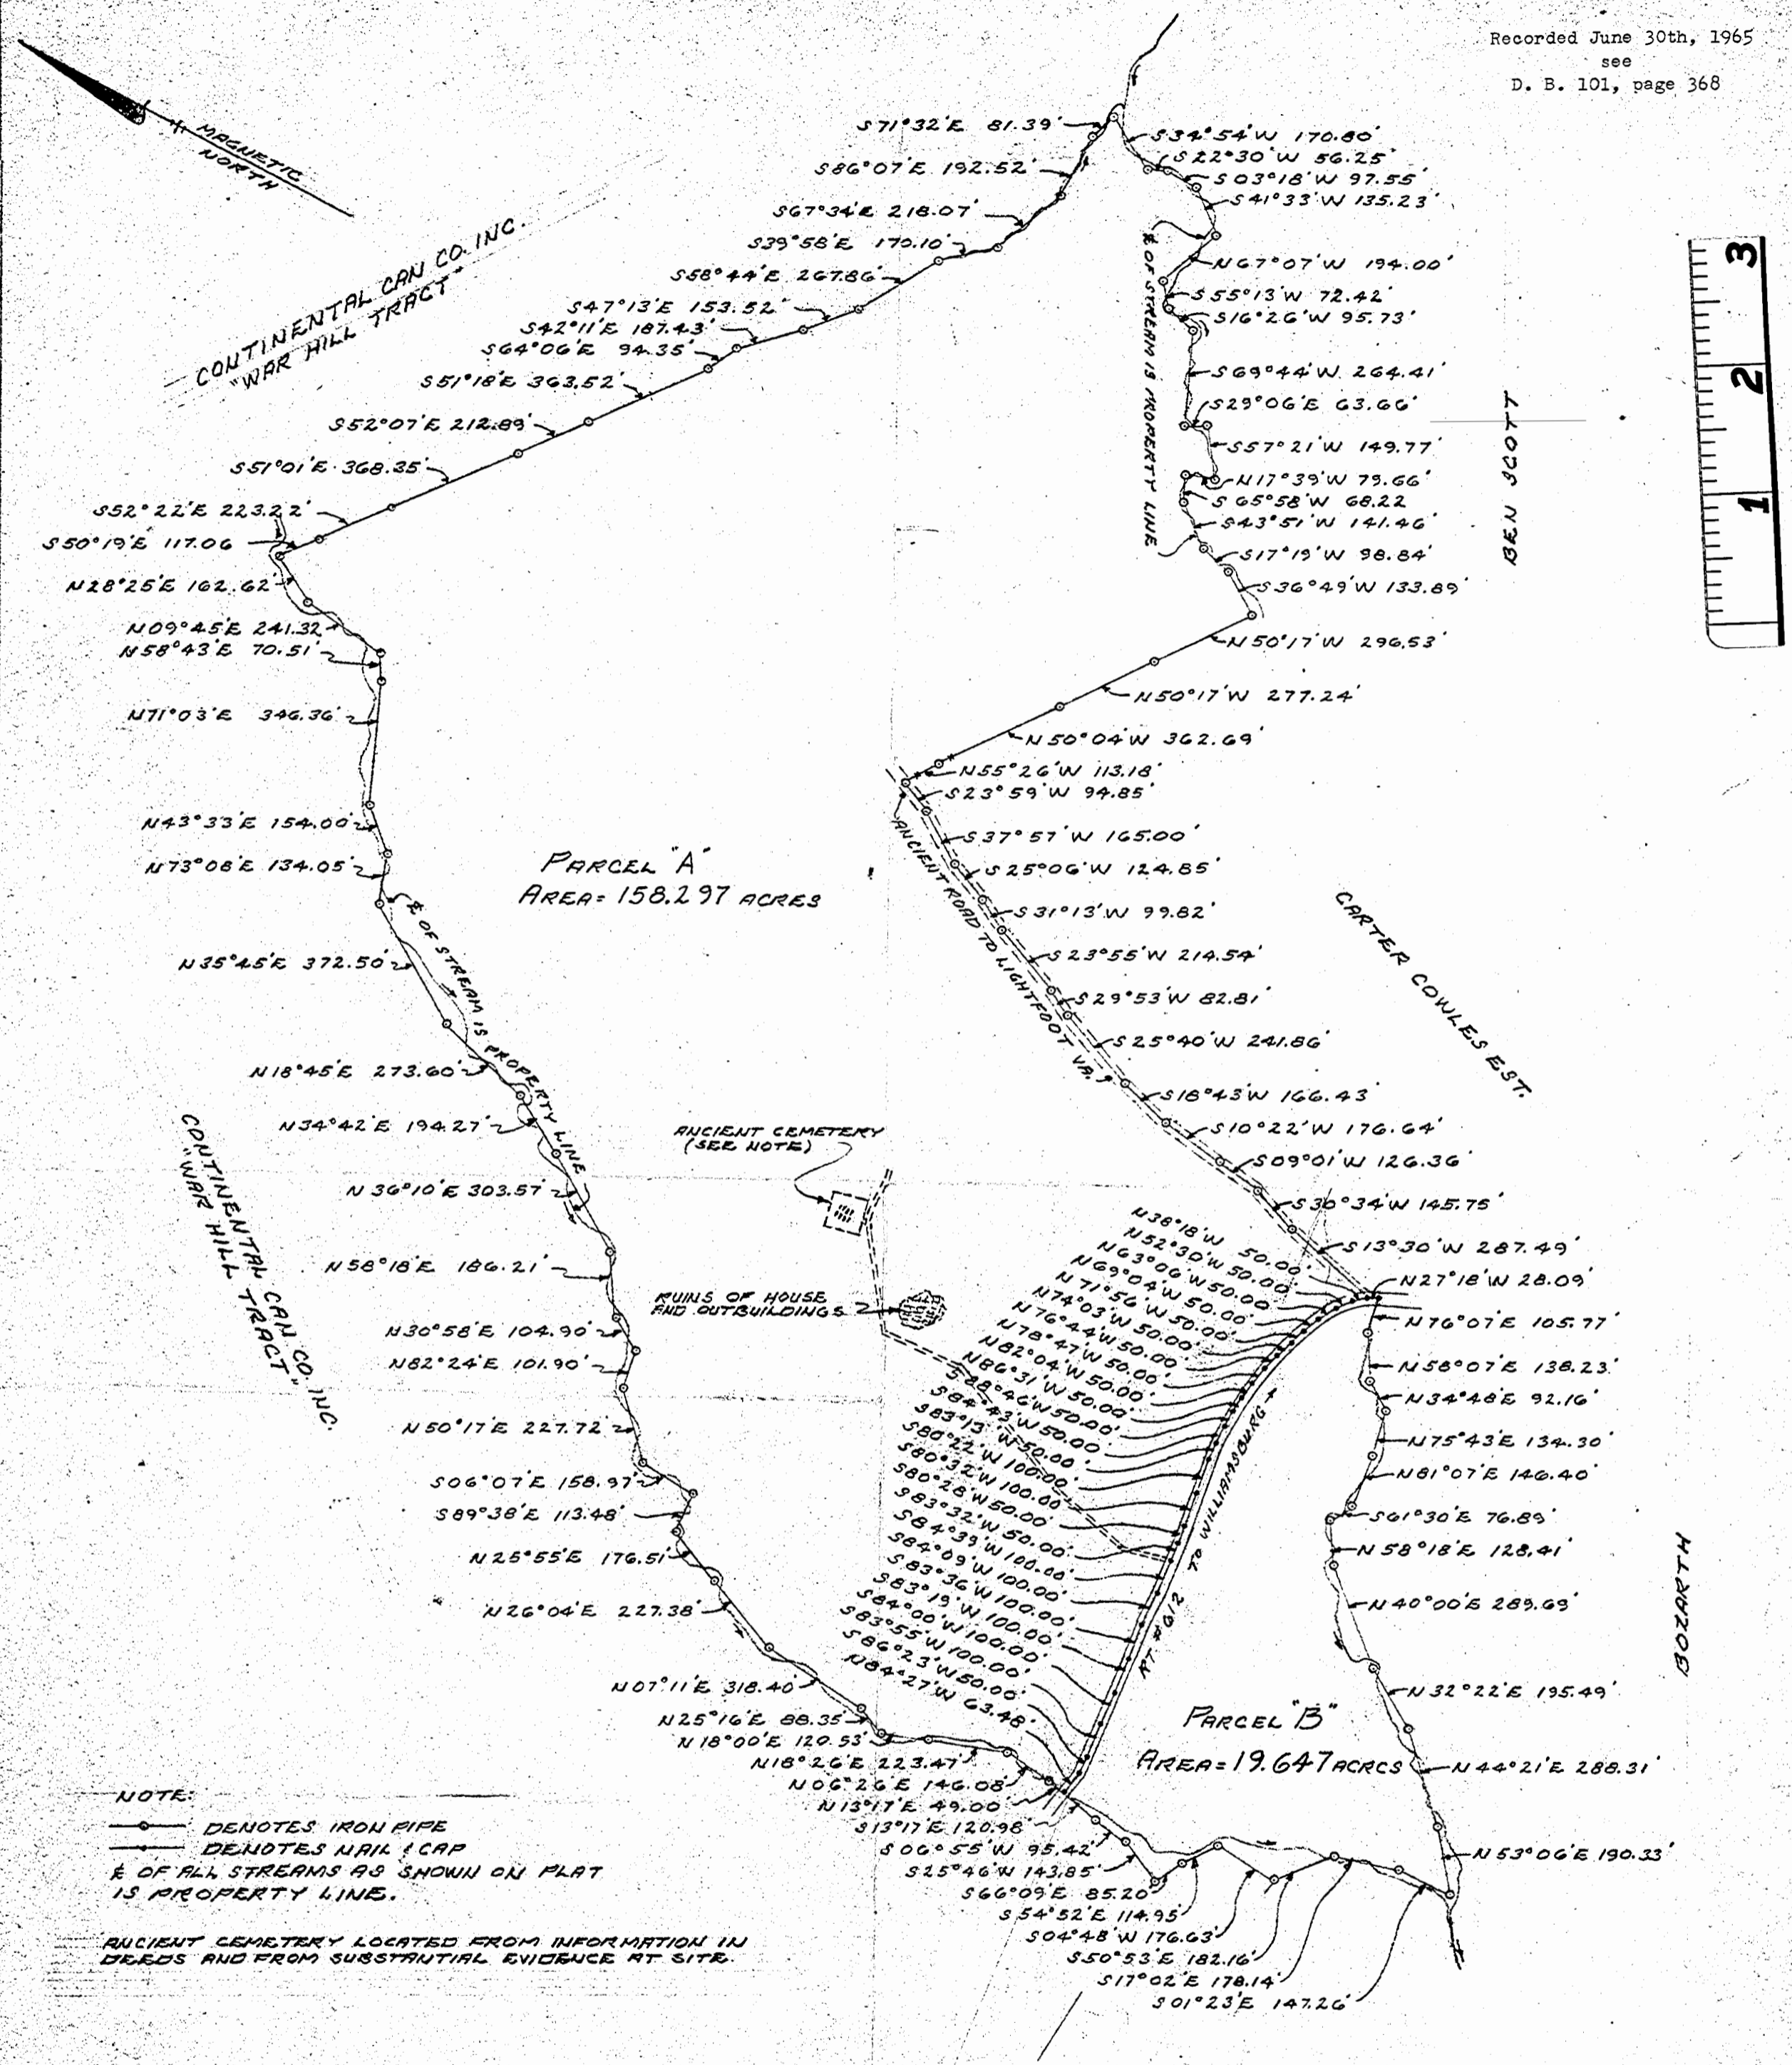 Recorded June 30th, 1965
see
D. B. 101, page 368
MAGNETIC
NORTH
CONTINENTAL CAN CO. INC.
"WAR HILL TRACT"
S71°32'E 81.39'
S86°07'E 192.52'
S67°34'E 218.07'
S39°58'E 170.10'
S58°44'E 267.86'
S47°13'E 153.52'
S42°11'E 187.43'
S64°06'E 94.35'
S51°18'E 363.52'
S52°07'E 212.89'
S51°01'E 368.35'
S52°22'E 223.22'
S50°19'E 117.06
N28°25'E 162.62'
N09°45'E 241.32
N58°43'E 70.51'
N71°03'E 346.36'
N43°33'E 154.00'
N73°08'E 134.05'
N35°45'E 372.50'
N18°45'E 273.60'
N34°42'E 194.27'
N36°10'E 303.57'
N58°18'E 186.21'
N30°58'E 104.90'
N82°24'E 101.90'
N50°17'E 227.72'
S06°07'E 158.97'
S89°38'E 113.48'
N25°55'E 176.51'
N26°04'E 227.38'
N07°11'E 318.40'
N25°16'E 88.35'
N18°00'E 120.53'
N18°26'E 223.47'
N06°26'E 146.08'
N13°17'E 49.00'
S13°17'E 120.98'
S06°55'W 95.42'
S25°46'W 143.85'
S66°09'E 85.20'
S54°52'E 114.95'
S04°48'W 176.63'
S50°53'E 182.16'
S17°02'E 178.14'
S01°23'E 147.26'
S34°54'W 170.80'
S22°30'W 56.25'
S03°18'W 97.55'
S41°33'W 135.23'
N67°07'W 194.00'
S55°13'W 72.42'
S16°26'W 95.73'
S69°44'W 264.41'
S29°06'E 63.66'
S57°21'W 149.77'
N17°39'W 79.66'
S65°58'W 68.22
S43°51'W 141.46'
S17°19'W 98.84'
S36°49'W 133.89'
N50°17'W 296.53'
N50°17'W 277.24'
N50°04'W 362.69'
N55°26'W 113.18'
S23°59'W 94.85'
S37°57'W 165.00'
S25°06'W 124.85'
S31°13'W 99.82'
S23°55'W 214.54'
S29°53'W 82.81'
S25°40'W 241.86'
S18°43'W 166.43'
S10°22'W 176.64'
S09°01'W 126.36'
S30°34'W 145.75'
S13°30'W 287.49'
N27°18'W 28.09'
N76°07'E 105.77'
N58°07'E 138.23'
N34°48'E 92.16'
N75°43'E 134.30'
N81°07'E 146.40'
S61°30'E 76.89'
N58°18'E 128.41'
N40°00'E 289.69'
N32°22'E 195.49'
N44°21'E 288.31'
N53°06'E 190.33'
N38°18'W 50.00'
N52°30'W 50.00'
N63°06'W 50.00'
N69°04'W 50.00'
N71°56'W 50.00'
N74°03'W 50.00'
N76°44'W 50.00'
N78°47'W 50.00'
N82°04'W 50.00'
N86°31'W 50.00'
S88°46'W 50.00'
S84°43'W 50.00'
S83°13'W 50.00'
S80°22'W 100.00'
S80°32'W 100.00'
S80°28'W 50.00'
S83°32'W 50.00'
S84°39'W 100.00'
S84°09'W 100.00'
S83°36'W 100.00'
S83°19'W 100.00'
S84°00'W 100.00'
S83°55'W 100.00'
S86°23'W 50.00'
N84°27'W 63.48'
℄ OF STREAM IS PROPERTY LINE
℄ OF STREAM IS PROPERTY LINE
BEN SCOTT
3
2
1
PARCEL "A"
AREA= 158.297 ACRES
ANCIENT ROAD TO LIGHTFOOT VA.
CARTER COWLES EST.
CONTINENTAL CAN CO. INC.
"WAR HILL TRACT"
ANCIENT CEMETERY
(SEE NOTE)
RUINS OF HOUSE
AND OUTBUILDINGS
RT. #612 TO WILLIAMSBURG
BOZARTH
PARCEL "B"
AREA= 19.647 ACRES
NOTE:
DENOTES IRON PIPE
DENOTES NAIL & CAP
℄ OF ALL STREAMS AS SHOWN ON PLAT
IS PROPERTY LINE.
ANCIENT CEMETERY LOCATED FROM INFORMATION IN
DEEDS AND FROM SUBSTANTIAL EVIDENCE AT SITE.